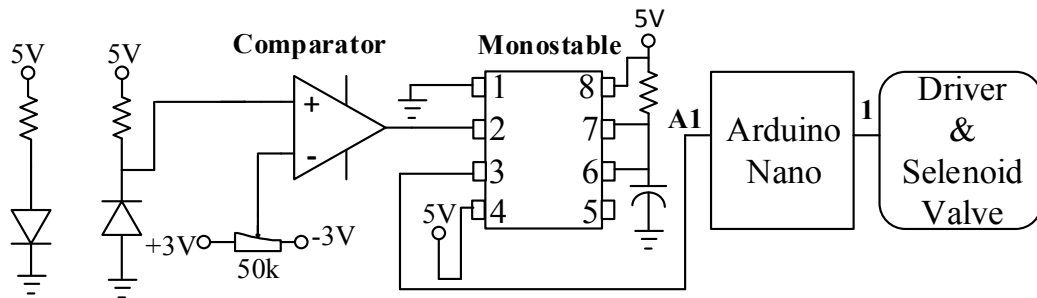 5V
5V
Comparator
+
-
+3V
-3V
50k
Monostable
5V
1
2
3
4
8
7
6
5
5V
A1
Arduino
Nano
1
Driver
&
Selenoid
Valve